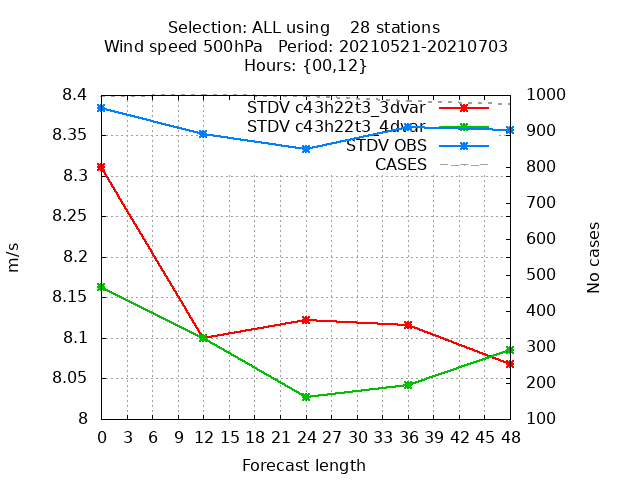 Selection: ALL using    28 stations
Wind speed 500hPa   Period: 20210521-20210703
Hours: {00,12}
STDV c43h22t3_3dvar
STDV c43h22t3_4dvar
STDV OBS
CASES
8.4
8.35
8.3
8.25
8.2
8.15
8.1
8.05
8
m/s
1000
900
800
700
600
500
400
300
200
100
No cases
0 3 6 9 12 15 18 21 24 27 30 33 36 39 42 45 48
Forecast length